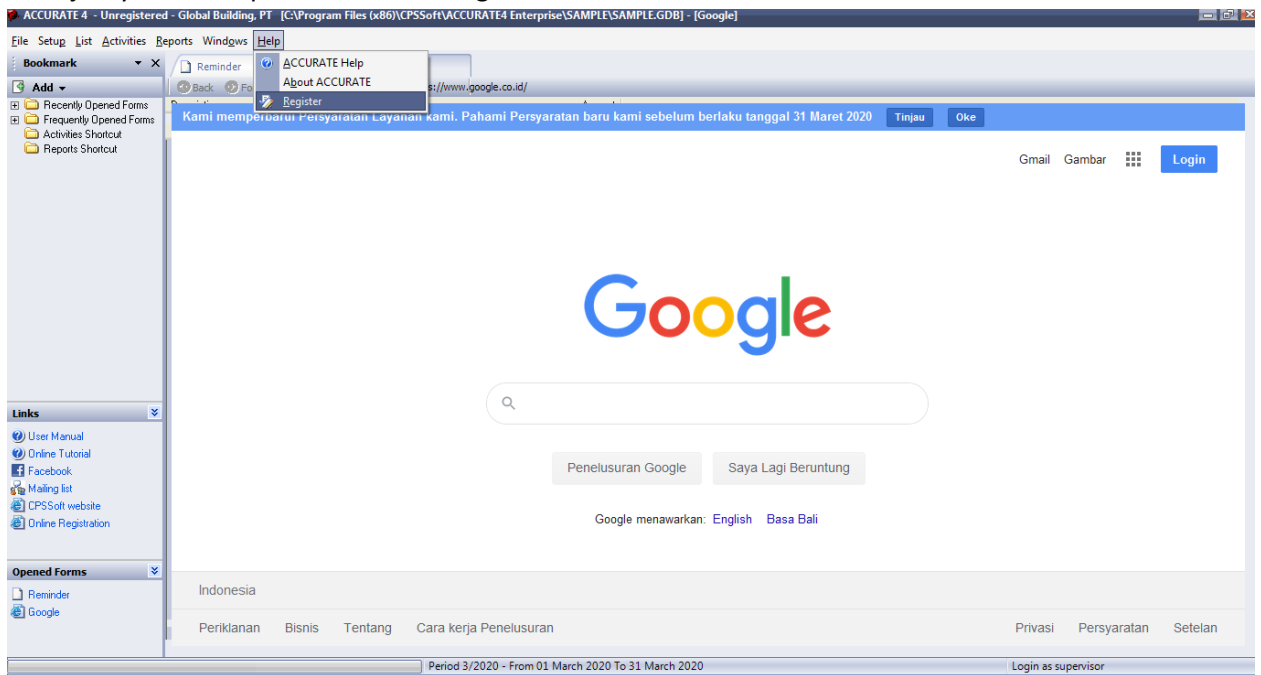 ACCURATE 4 - Unregistered - Global Building, PT [C:\Program Files (x86)\CPSSoft\ACCURATE4 Enterprise\SAMPLE\SAMPLE.GDB] - [Google]
File Setup List Activities Reports Windows Help
Bookmark
Reminder
ACCURATE Help
About ACCURATE
Register
Add
Back Fo
s://www.google.co.id/
Recently Opened Forms
Frequently Opened Forms
Activities Shortcut
Reports Shortcut
Kami memperbarui Persyaratan Layanan kami. Pahami Persyaratan baru kami sebelum berlaku tanggal 31 Maret 2020 Tinjau Oke
Gmail Gambar Login
Google
Penelusuran Google Saya Lagi Beruntung
Google menawarkan: English Basa Bali
Links
User Manual
Online Tutorial
Facebook
Mailing list
CPSSoft website
Online Registration
Opened Forms
Reminder
Google
Indonesia
Periklanan Bisnis Tentang Cara kerja Penelusuran Privasi Persyaratan Setelan
Period 3/2020 - From 01 March 2020 To 31 March 2020 Login as supervisor